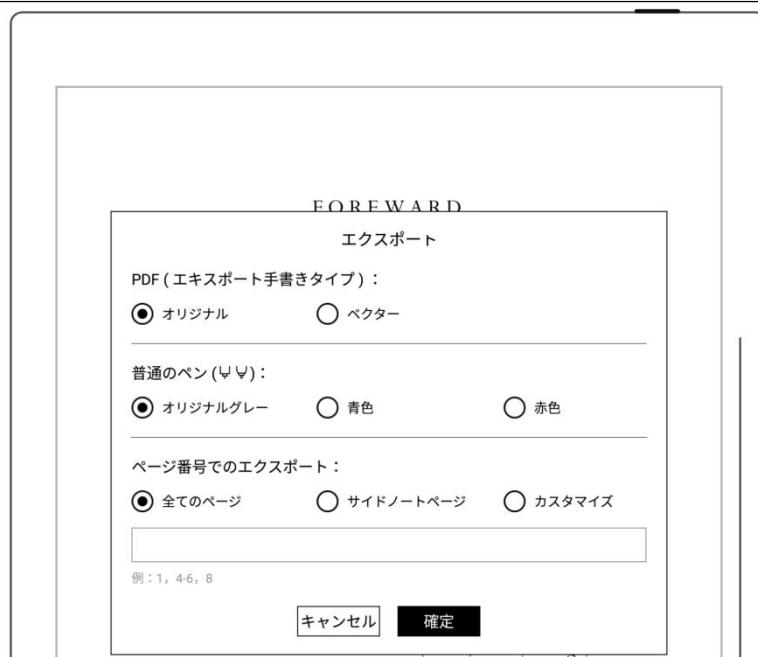 FOREWARD
エクスポート
PDF ( エキスポート手書きタイプ ) :
オリジナル ベクター
普通のペン ( ) :
オリジナルグレー 青色 赤色
ページ番号でのエクスポート :
全てのページ サイドノートページ カスタマイズ
例 : 1, 4-6, 8
キャンセル 確定